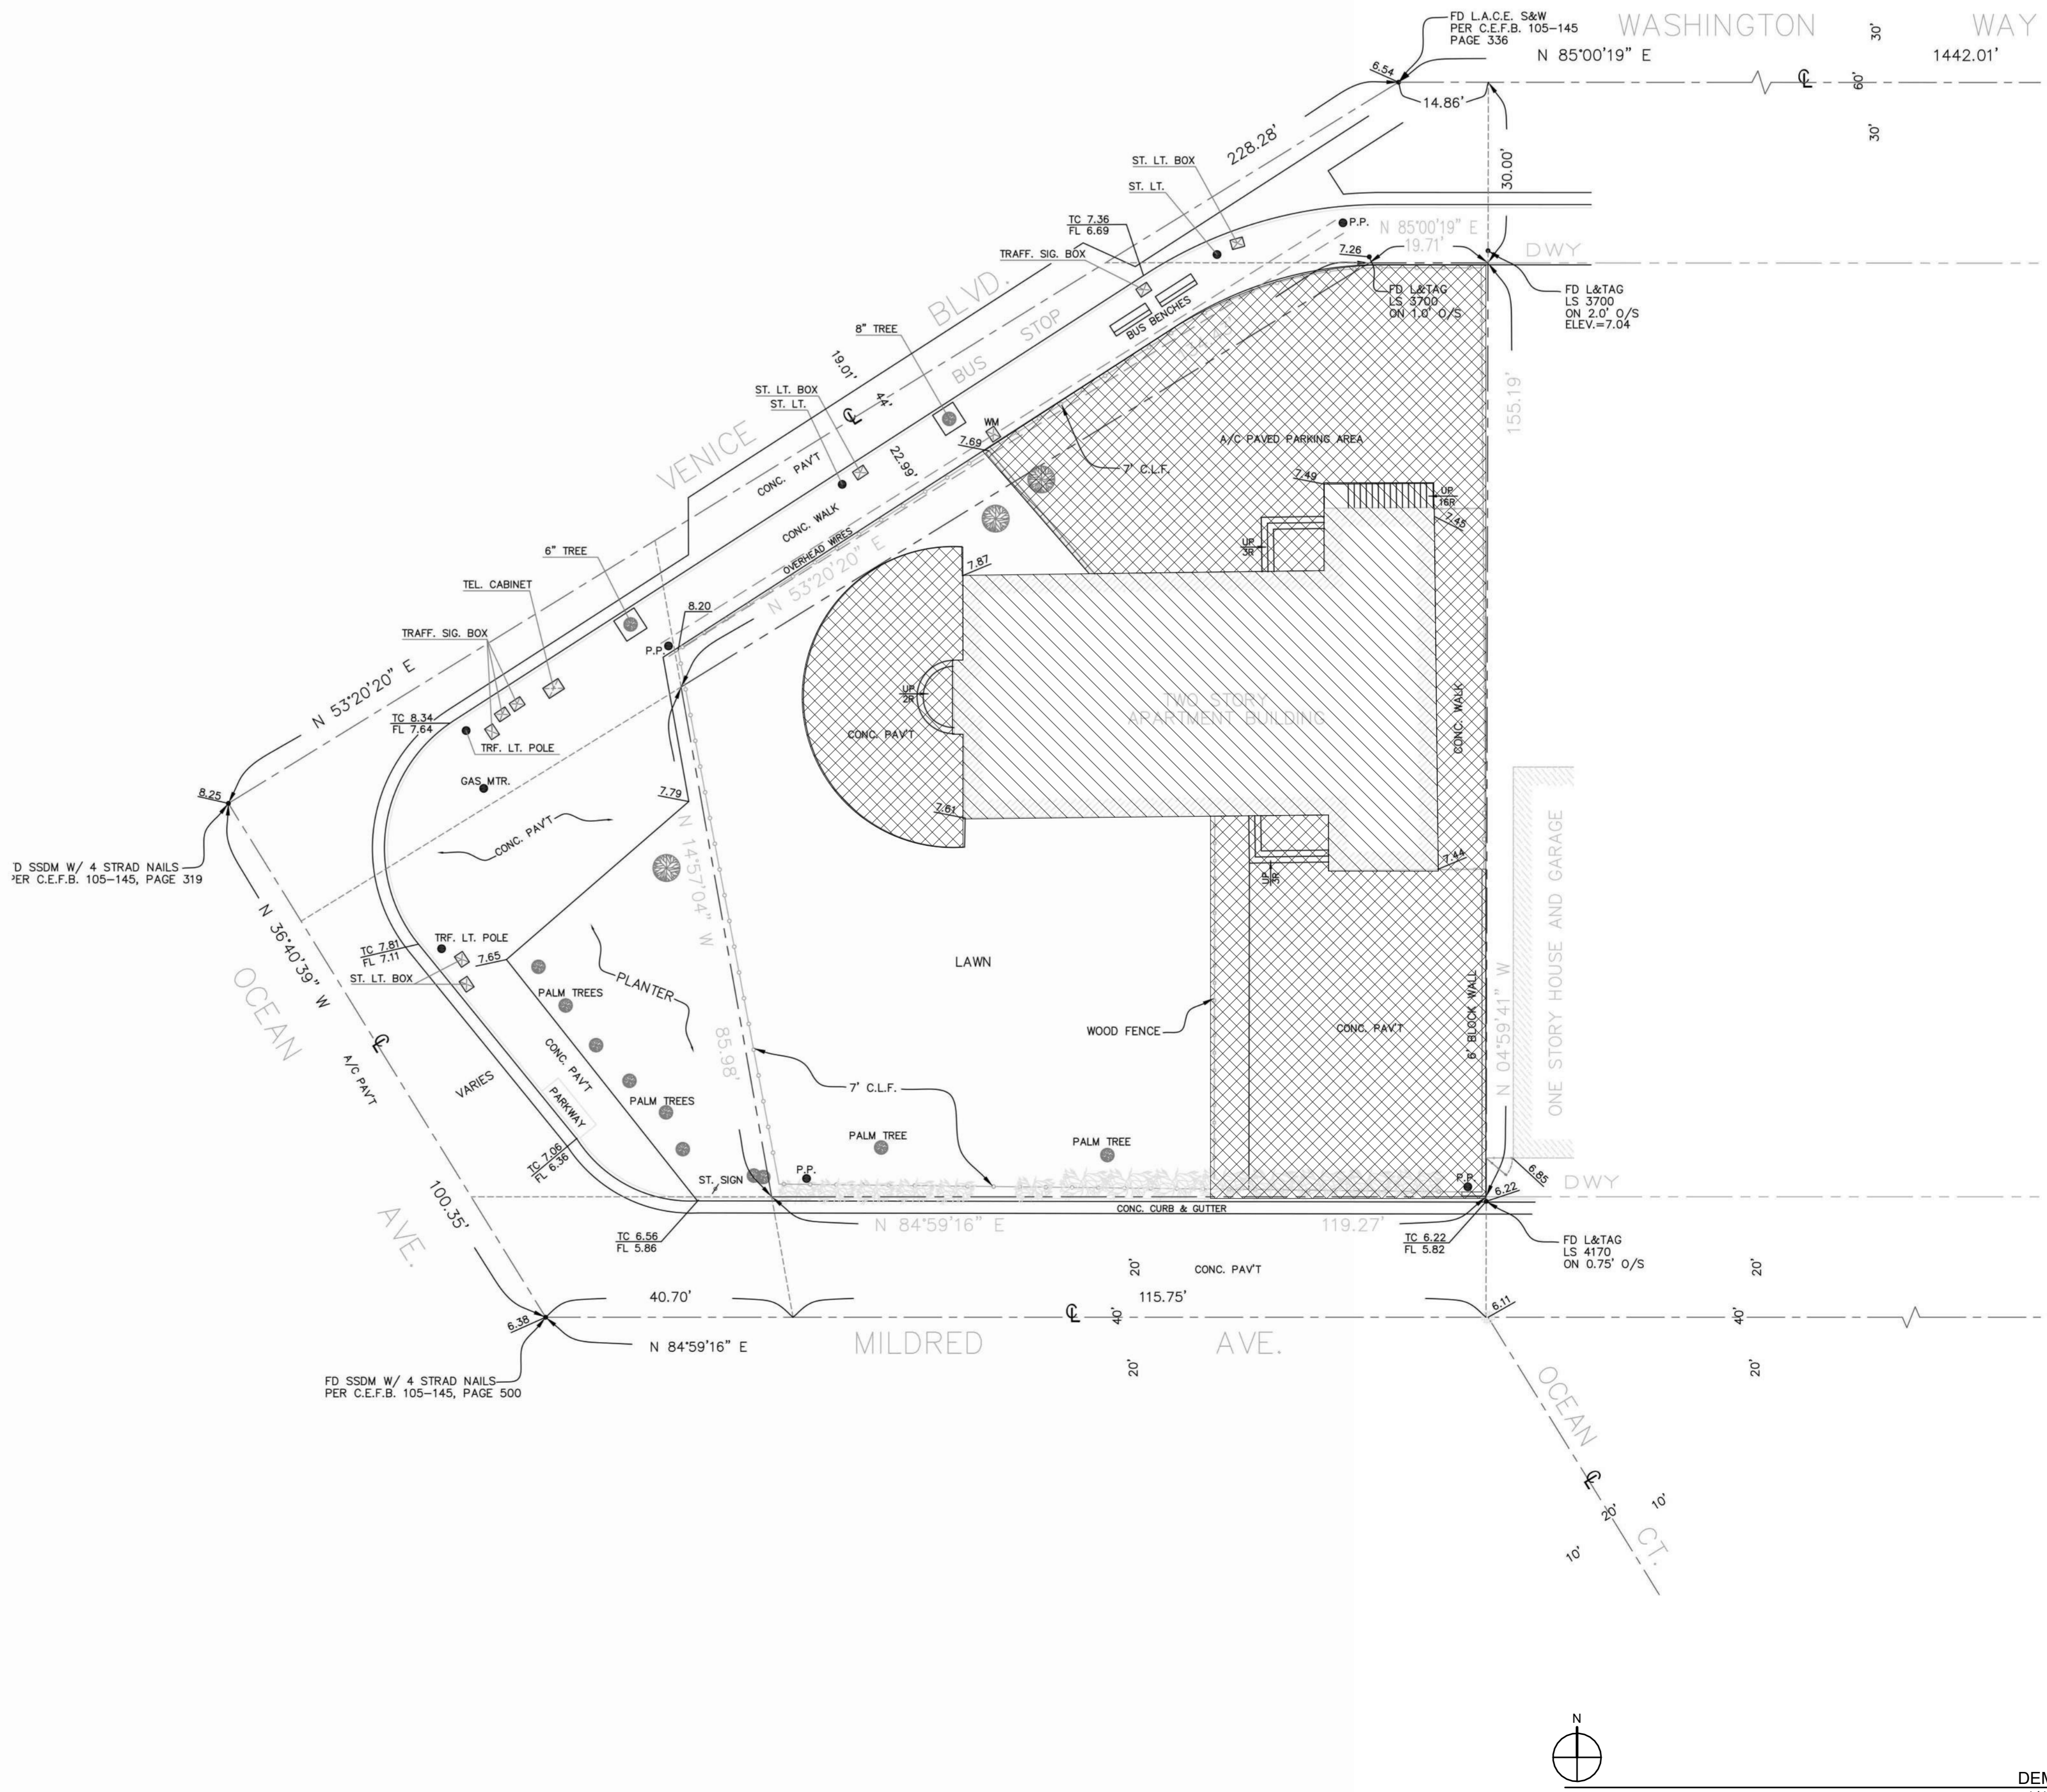 FD L.A.C.E. S&W
PER C.E.F.B. 105-145
PAGE 336
WASHINGTON WAY
N 85°00'19" E
1442.01'
30'
60'
30'
℄
6.54
14.86'
228.28'
30.00'
ST. LT. BOX
ST. LT.
TC 7.36
FL 6.69
TRAFF. SIG. BOX
P.P.
N 85°00'19" E
19.71'
7.26
DWY
FD L&TAG
LS 3700
ON 1.0' O/S
FD L&TAG
LS 3700
ON 2.0' O/S
ELEV.=7.04
BUS BENCHES
VENICE BLVD.
BUS STOP
8" TREE
19.01'
44'
℄
ST. LT. BOX
ST. LT.
WM
7.69
22.99'
CONC. PAV'T
CONC. WALK
OVERHEAD WIRES
N 53°20'20" E
7' C.L.F.
A/C PAVED PARKING AREA
155.19'
7.49
UP
16R
7.45
UP
3R
7.87
6" TREE
TEL. CABINET
TRAFF. SIG. BOX
8.20
P.P.
N 53°20'20" E
TC 8.34
FL 7.64
TRF. LT. POLE
GAS MTR.
8.25
FD SSDM W/ 4 STRAD NAILS
PER C.E.F.B. 105-145, PAGE 319
CONC. PAV'T
7.79
UP
2R
CONC. PAV'T
TWO STORY
APARTMENT BUILDING
CONC. WALK
7.61
7.44
UP
3R
N 14°57'04" W
85.98'
N 36°40'39" W
100.35'
OCEAN AVE.
℄
A/C PAV'T
VARIES
TC 7.81
FL 7.11
TRF. LT. POLE
7.65
ST. LT. BOX
PALM TREES
PLANTER
LAWN
WOOD FENCE
CONC. PAV'T
6' BLOCK WALL
N 04°59'41" W
ONE STORY HOUSE AND GARAGE
CONC. PAV'T
PARKWAY
PALM TREES
7' C.L.F.
PALM TREE
PALM TREE
TC 7.06
FL 6.36
ST. SIGN
P.P.
P.P.
6.85
6.22
DWY
CONC. CURB & GUTTER
N 84°59'16" E
119.27'
TC 6.56
FL 5.86
TC 6.22
FL 5.82
FD L&TAG
LS 4170
ON 0.75' O/S
20'
CONC. PAV'T
20'
40.70'
115.75'
6.11
6.38
℄
40'
40'
N 84°59'16" E
MILDRED AVE.
20'
20'
FD SSDM W/ 4 STRAD NAILS
PER C.E.F.B. 105-145, PAGE 500
OCEAN CT.
℄
20'
10'
10'
N
DEM